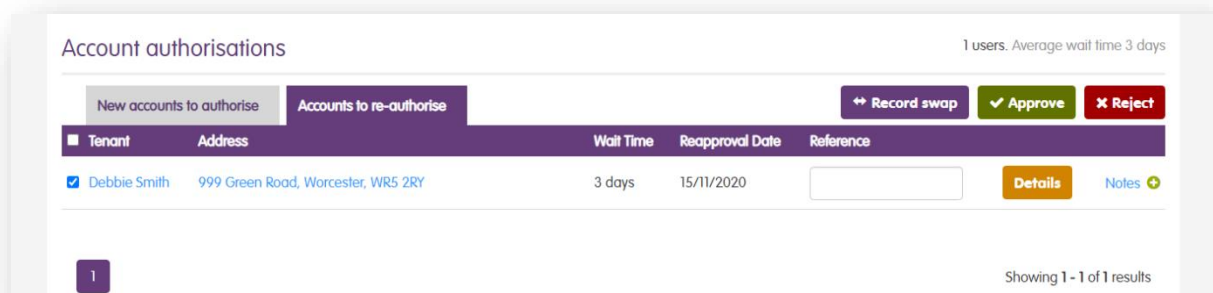 Account authorisations
1 users. Average wait time 3 days
New accounts to authorise Accounts to re-authorise Record swap Approve Reject
Tenant Address Wait Time Reapproval Date Reference
Debbie Smith 999 Green Road, Worcester, WR5 2RY 3 days 15/11/2020 Details Notes
1 Showing 1 - 1 of 1 results